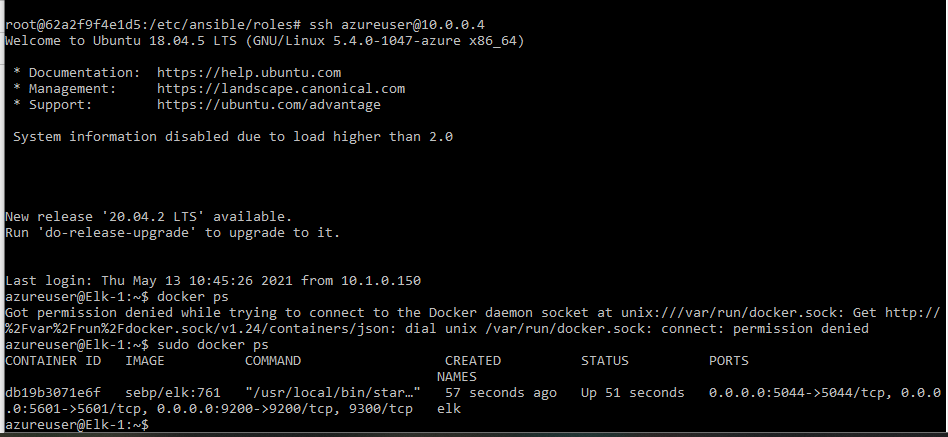 root@62a2f9f4e1d5:/etc/ansible/roles# ssh azureuser@10.0.0.4
Welcome to Ubuntu 18.04.5 LTS (GNU/Linux 5.4.0-1047-azure x86_64)
* Documentation:  https://help.ubuntu.com
* Management:     https://landscape.canonical.com
* Support:        https://ubuntu.com/advantage
System information disabled due to load higher than 2.0
New release '20.04.2 LTS' available.
Run 'do-release-upgrade' to upgrade to it.
Last login: Thu May 13 10:45:26 2021 from 10.1.0.150
azureuser@Elk-1:~$ docker ps
Got permission denied while trying to connect to the Docker daemon socket at unix:///var/run/docker.sock: Get http://
%2Fvar%2Frun%2Fdocker.sock/v1.24/containers/json: dial unix /var/run/docker.sock: connect: permission denied
azureuser@Elk-1:~$ sudo docker ps
CONTAINER ID   IMAGE          COMMAND                  CREATED          STATUS          PORTS
NAMES
db19b3071e6f   sebp/elk:761   "/usr/local/bin/star…"   57 seconds ago   Up 51 seconds   0.0.0.0:5044->5044/tcp, 0.0.0
.0:5601->5601/tcp, 0.0.0.0:9200->9200/tcp, 9300/tcp   elk
azureuser@Elk-1:~$